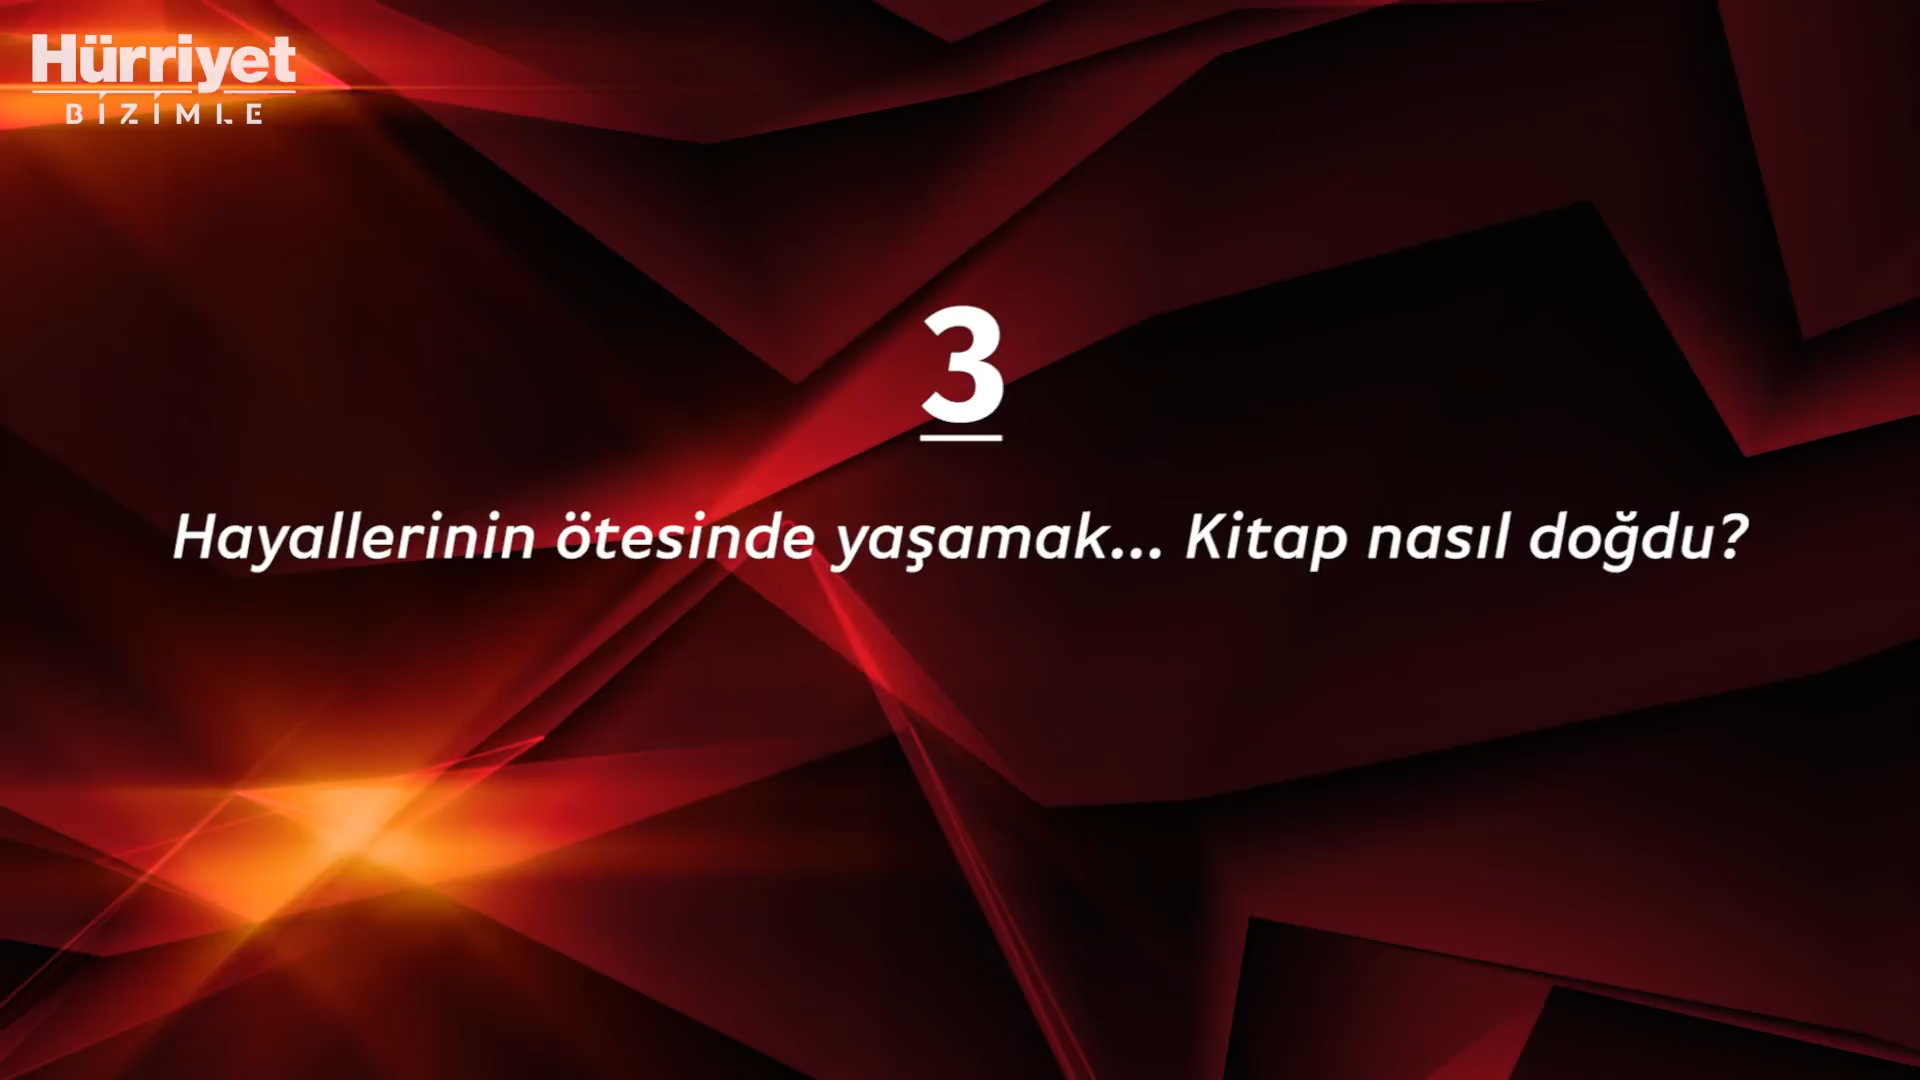 Hürriyet
BİZİMLE
3
Hayallerinin ötesinde yaşamak... Kitap nasıl doğdu?